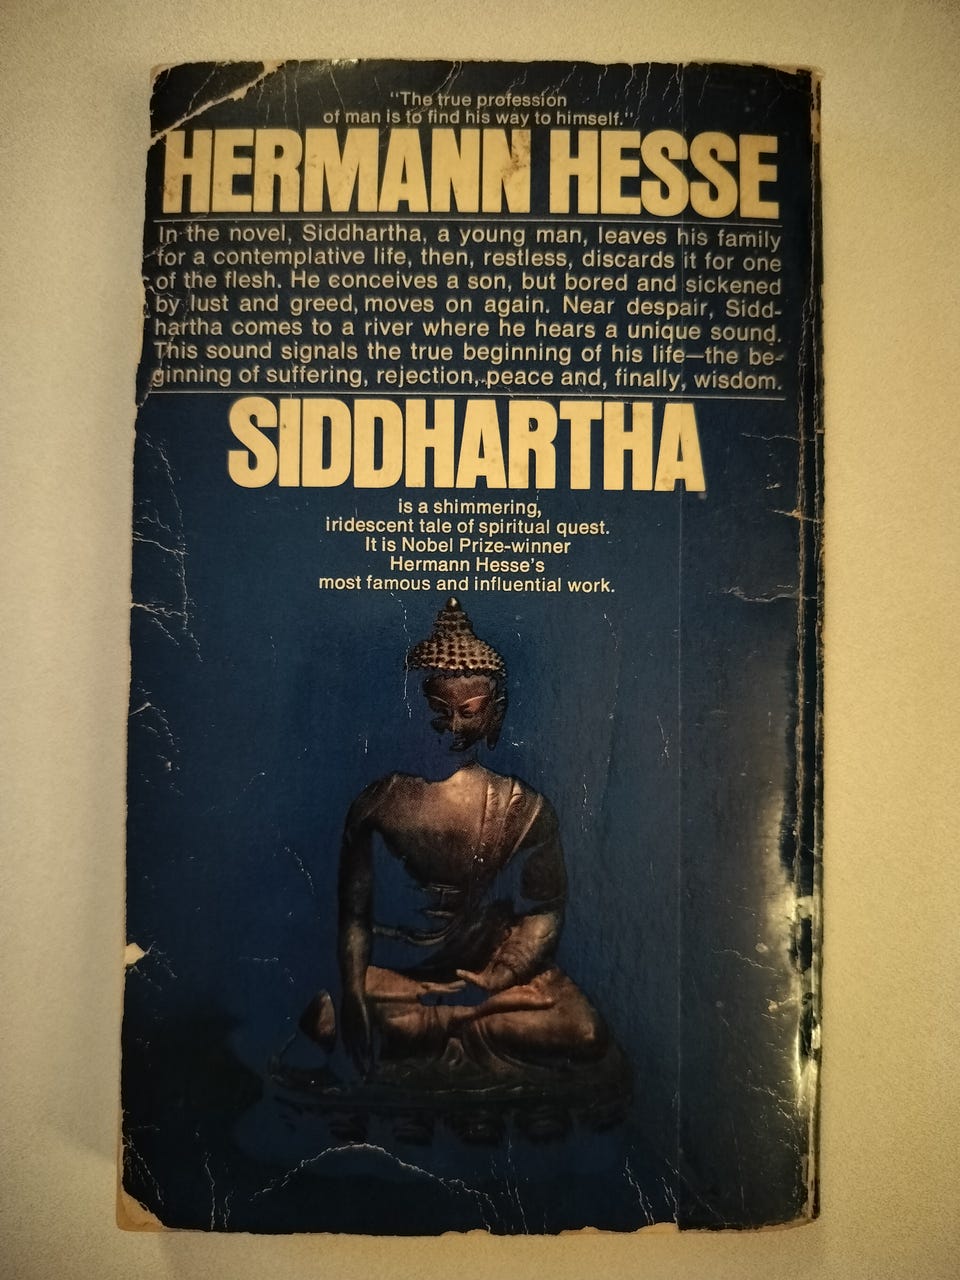 "The true profession
of man is to find his way to himself."
HERMANN HESSE
In the novel, Siddhartha, a young man, leaves his family
for a contemplative life, then, restless, discards it for one
of the flesh. He conceives a son, but bored and sickened
by lust and greed, moves on again. Near despair, Sidd-
hartha comes to a river where he hears a unique sound.
This sound signals the true beginning of his life—the be-
ginning of suffering, rejection, peace and, finally, wisdom.
SIDDHARTHA
is a shimmering,
iridescent tale of spiritual quest.
It is Nobel Prize-winner
Hermann Hesse's
most famous and influential work.